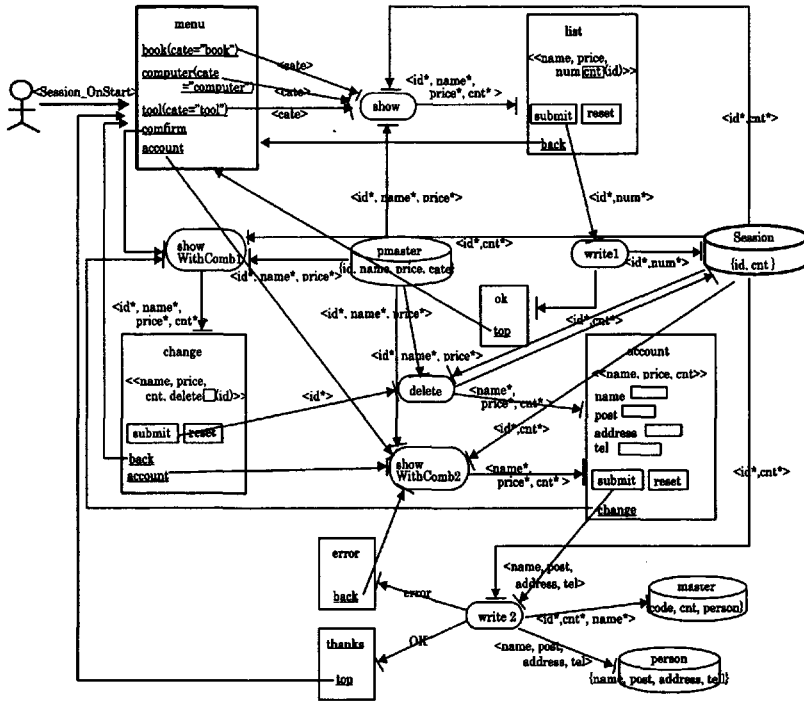 menu
book(cate="book")
computer(cate
="computer")
tool(cate="tool")
comfirm
account
<Session_OnStart>
<cate>
<cate>
<cate>
show
<id*, name*,
price*, cnt* >
list
<<name, price,
num cnt (id)>>
submit
reset
back
<id*,cnt*>
<id*, name*, price*>
<id*,num*>
show
WithComb1
<id*, name*, price*>
pmaster
{id, name, price, cate}
<id*,cnt*>
write1
<id*,num*>
Session
{id, cnt }
<id*, name*,
price*, cnt*>
<id*, name*, price*>
ok
top
<id*,cnt*>
<id*, name*, price*>
change
<<name, price,
cnt, delete (id)>>
submit
reset
back
account
<id*>
delete
<name*,
price*, cnt* >
<id*,cnt*>
account
<<name, price, cnt>>
name
post
address
tel
submit
reset
change
show
WithComb2
<name*,
price*, cnt* >
<id*,cnt*>
error
back
error
<name, post,
address, tel>
write 2
master
{code, cnt, person}
<id*,cnt*, name*>
thanks
top
OK
<name, post,
address, tel>
person
{name, post, address, tell}